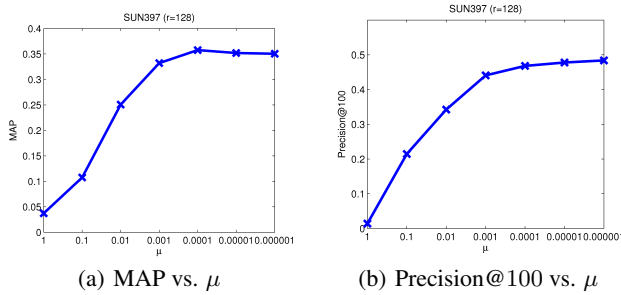 SUN397 (r=128)
0.4
0.35
0.3
0.25
0.2
0.15
0.1
0.05
0
MAP
1 0.1 0.01 0.001 0.0001 0.00001 0.000001
μ
(a) MAP vs. μ
SUN397 (r=128)
0.5
0.4
0.3
0.2
0.1
0
Precision@100
1 0.1 0.01 0.001 0.0001 0.00001 0.00000
μ
(b) Precision@100 vs. μ